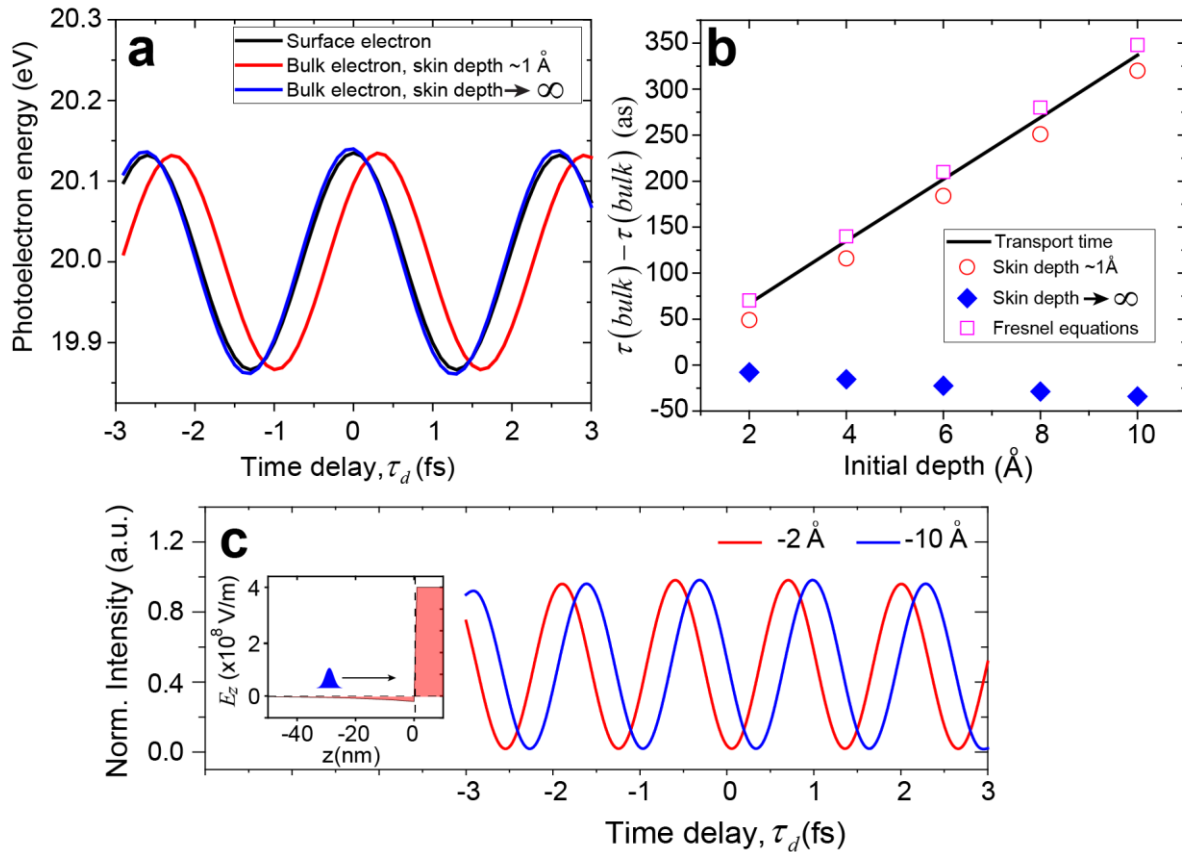 a
Surface electron
Bulk electron, skin depth ~1 Å
Bulk electron, skin depth → ∞
Photoelectron energy (eV)
20.3
20.2
20.1
20.0
19.9
-3 -2 -1 0 1 2 3
Time delay, τ_d (fs)
b
τ(bulk) − τ(bulk) (as)
350
300
250
200
150
100
50
0
-50
Transport time
Skin depth ~1Å
Skin depth → ∞
Fresnel equations
2 4 6 8 10
Initial depth (Å)
c
-2 Å -10 Å
Norm. Intensity (a.u.)
1.2
0.8
0.4
0.0
E_z (x10⁸ V/m)
4
2
0
-40 -20 0
z(nm)
-3 -2 -1 0 1 2 3
Time delay, τ_d (fs)